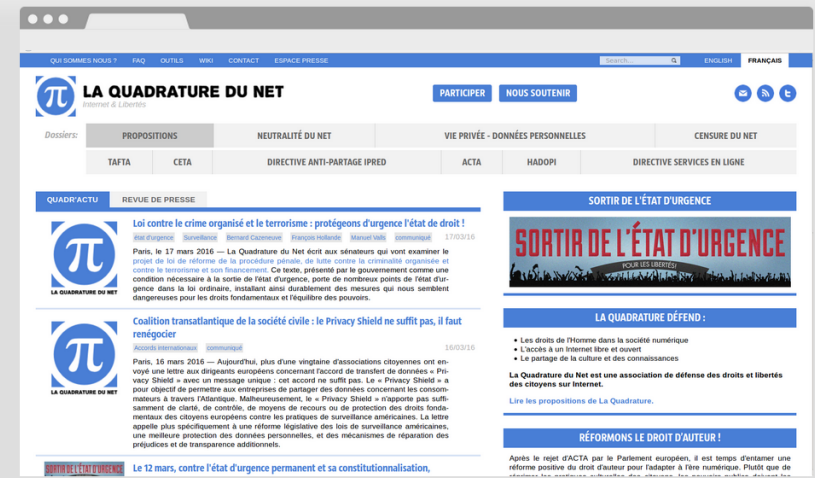 QUI SOMMES NOUS ? FAQ OUTILS WIKI CONTACT ESPACE PRESSE Search... ENGLISH FRANÇAIS
LA QUADRATURE DU NET
Internet & Libertés
PARTICIPER NOUS SOUTENIR
Dossiers: PROPOSITIONS NEUTRALITÉ DU NET VIE PRIVÉE - DONNÉES PERSONNELLES CENSURE DU NET
TAFTA CETA DIRECTIVE ANTI-PARTAGE IPRED ACTA HADOPI DIRECTIVE SERVICES EN LIGNE
QUADR'ACTU REVUE DE PRESSE
LA QUADRATURE DU NET
Loi contre le crime organisé et le terrorisme : protégeons d'urgence l'état de droit !
état d'urgence Surveillance Bernard Cazeneuve François Hollande Manuel Valls communiqué 17/03/16
Paris, le 17 mars 2016 — La Quadrature du Net écrit aux sénateurs qui vont examiner le
projet de loi de réforme de la procédure pénale, de lutte contre la criminalité organisée et
contre le terrorisme et son financement. Ce texte, présenté par le gouvernement comme une
condition nécessaire à la sortie de l'état d'urgence, porte de nombreux points de l'état d'ur-
gence dans la loi ordinaire, installant ainsi durablement des mesures qui nous semblent
dangereuses pour les droits fondamentaux et l'équilibre des pouvoirs.
LA QUADRATURE DU NET
Coalition transatlantique de la société civile : le Privacy Shield ne suffit pas, il faut
renégocier
Accords internationaux communiqué 16/03/16
Paris, 16 mars 2016 — Aujourd'hui, plus d'une vingtaine d'associations citoyennes ont en-
voyé une lettre aux dirigeants européens concernant l'accord de transfert de données « Pri-
vacy Shield » avec un message unique : cet accord ne suffit pas. Le « Privacy Shield » a
pour objectif de permettre aux entreprises de partager des données concernant les consom-
mateurs à travers l'Atlantique. Malheureusement, le « Privacy Shield » n'apporte pas suffi-
samment de clarté, de contrôle, de moyens de recours ou de protection des droits fonda-
mentaux des citoyens européens contre les pratiques de surveillance américaines. La lettre
appelle plus spécifiquement à une réforme législative des lois de surveillance américaines,
une meilleure protection des données personnelles, et des mécanismes de réparation des
préjudices et de transparence additionnels.
SORTIR DE L'ÉTAT D'URGENCE
Le 12 mars, contre l'état d'urgence permanent et sa constitutionnalisation,
SORTIR DE L'ÉTAT D'URGENCE
SORTIR DE L'ÉTAT D'URGENCE
POUR LES LIBERTÉS!
LA QUADRATURE DÉFEND :
Les droits de l'Homme dans la société numérique
L'accès à un Internet libre et ouvert
Le partage de la culture et des connaissances
La Quadrature du Net est une association de défense des droits et libertés
des citoyens sur Internet.
Lire les propositions de La Quadrature.
RÉFORMONS LE DROIT D'AUTEUR !
Après le rejet d'ACTA par le Parlement européen, il est temps d'entamer une
réforme positive du droit d'auteur pour l'adapter à l'ère numérique. Plutôt que de